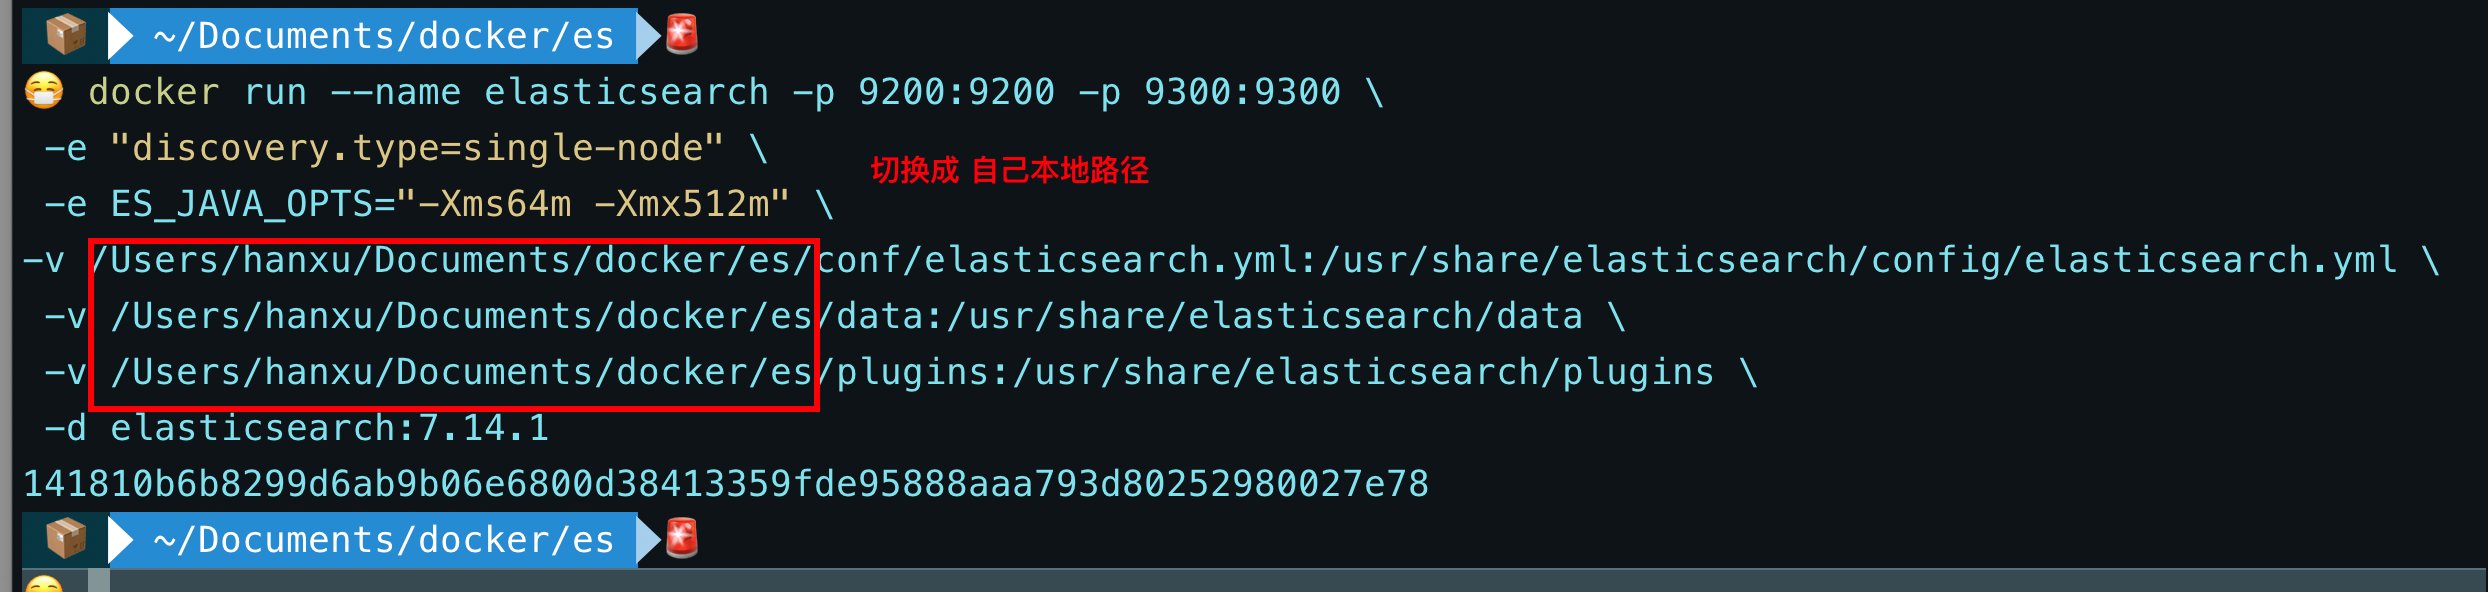 ~/Documents/docker/es
docker run --name elasticsearch -p 9200:9200 -p 9300:9300 \
-e "discovery.type=single-node" \
切换成 自己本地路径
-e ES_JAVA_OPTS="-Xms64m -Xmx512m" \
-v /Users/hanxu/Documents/docker/es/conf/elasticsearch.yml:/usr/share/elasticsearch/config/elasticsearch.yml \
-v /Users/hanxu/Documents/docker/es/data:/usr/share/elasticsearch/data \
-v /Users/hanxu/Documents/docker/es/plugins:/usr/share/elasticsearch/plugins \
-d elasticsearch:7.14.1
141810b6b8299d6ab9b06e6800d38413359fde95888aaa793d80252980027e78
~/Documents/docker/es